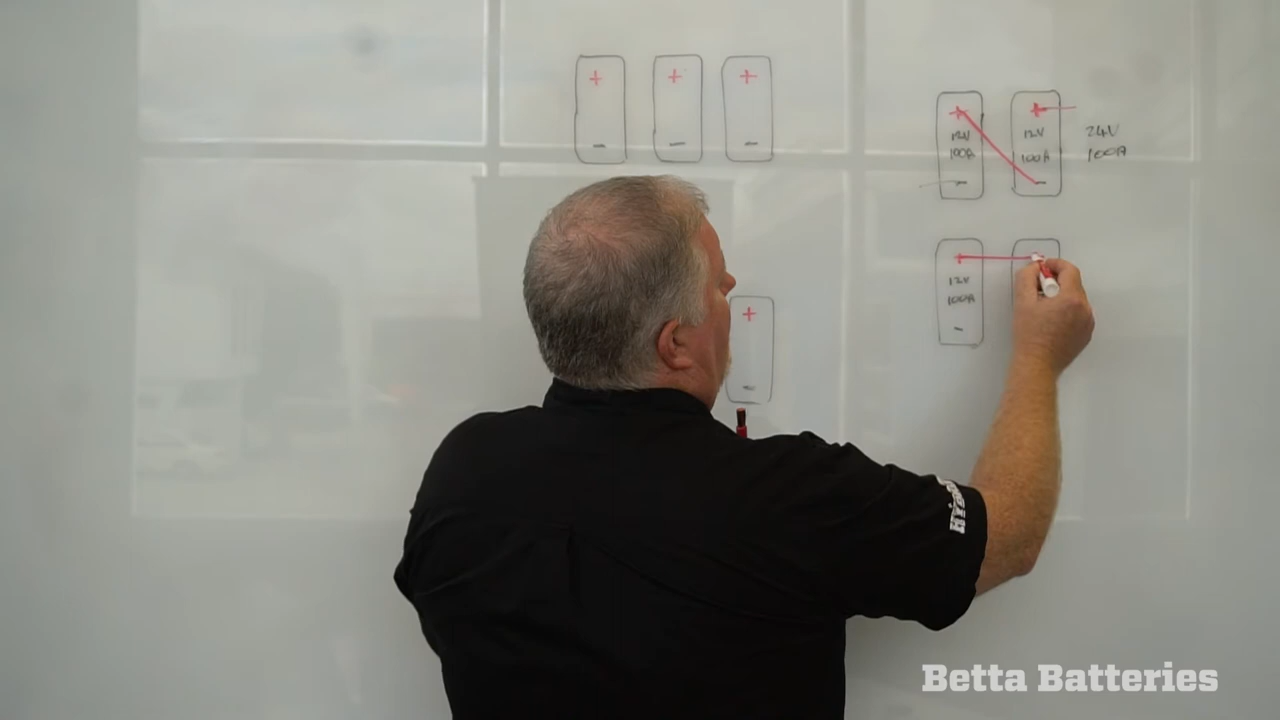 + + +
- - -
+ +
12V 12V
100A 100A
- -
24V
100A
+
-
+
12V
100A
-
Betta Batteries